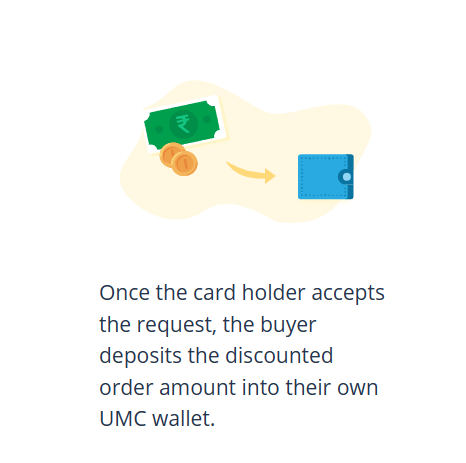 ₹
Once the card holder accepts
the request, the buyer
deposits the discounted
order amount into their own
UMC wallet.